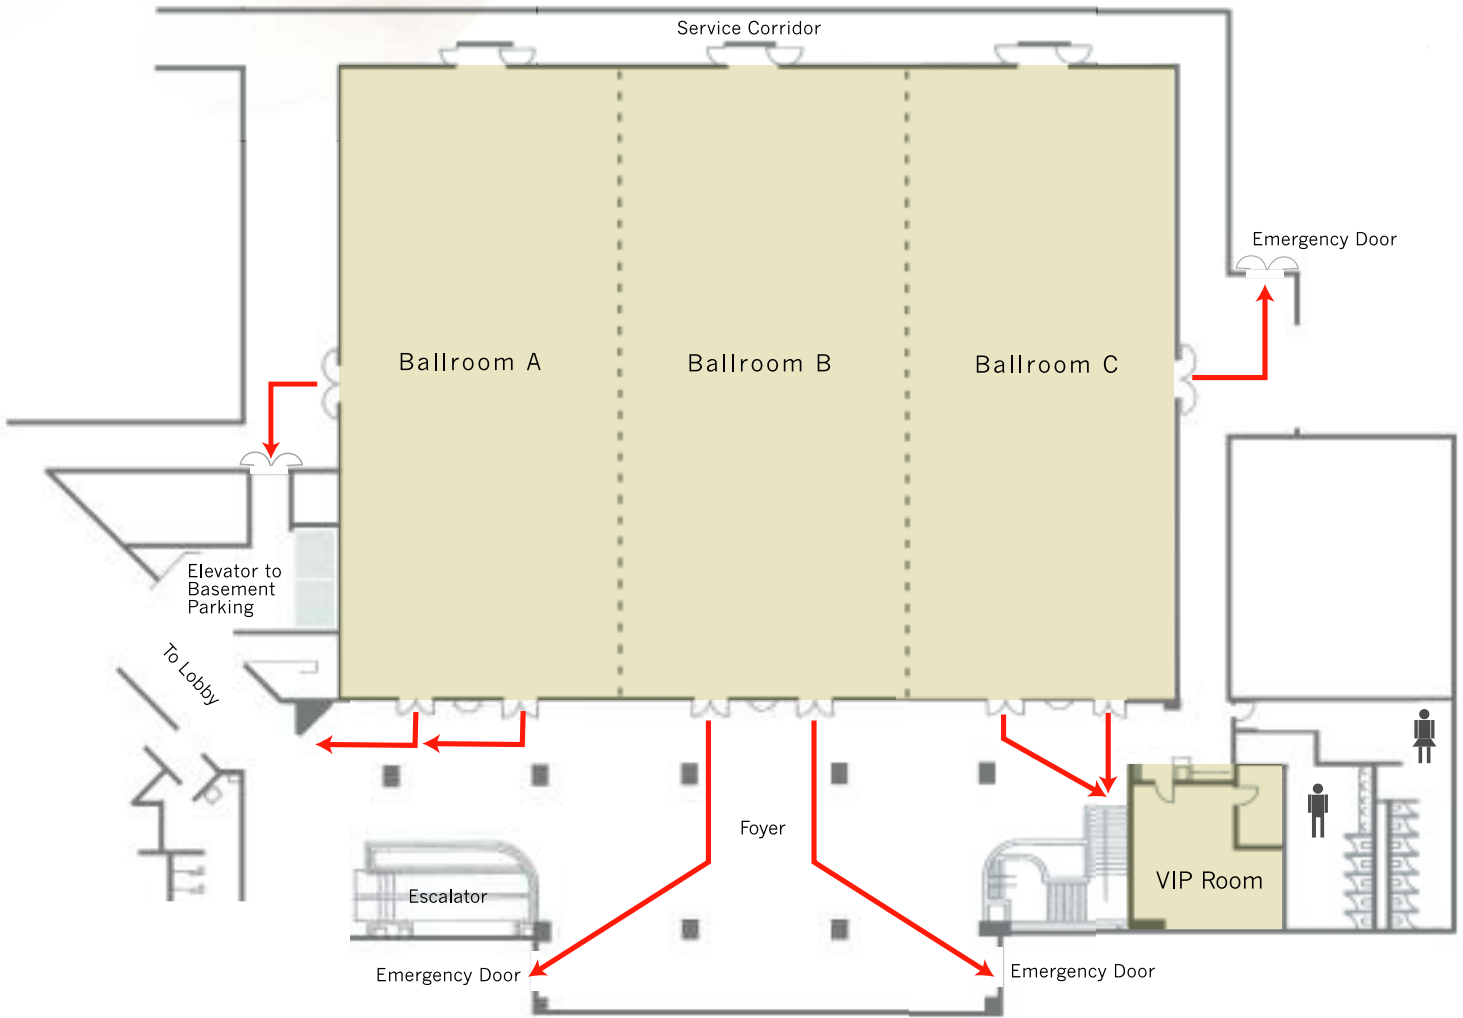 Service Corridor
Emergency Door
Ballroom A
Ballroom B
Ballroom C
Elevator to
Basement
Parking
To Lobby
Foyer
Escalator
VIP Room
Emergency Door
Emergency Door